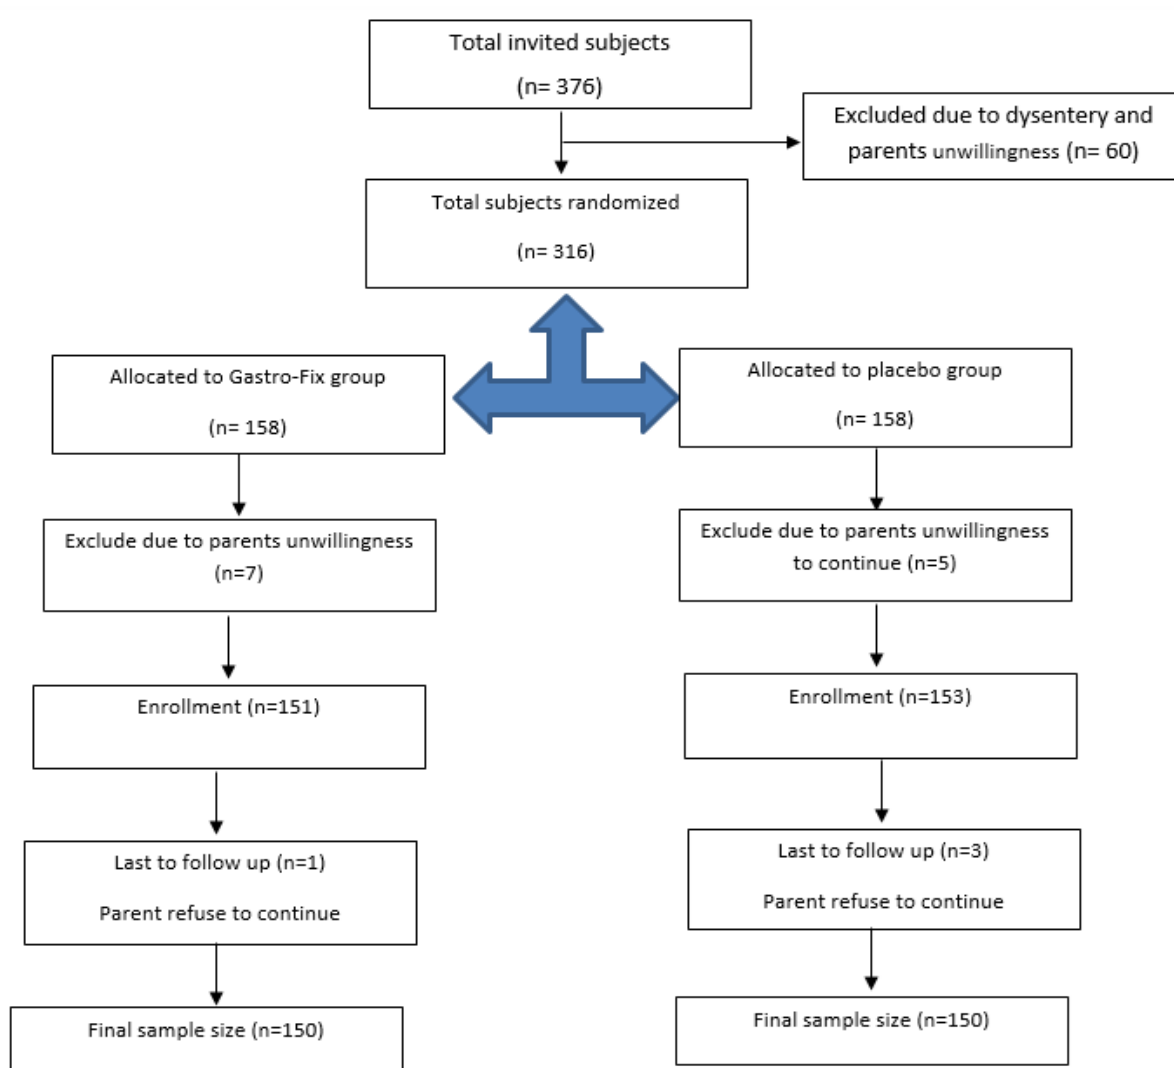 Total invited subjects
(n= 376)
Excluded due to dysentery and
parents unwillingness (n= 60)
Total subjects randomized
(n= 316)
Allocated to Gastro-Fix group
(n= 158)
Allocated to placebo group
(n= 158)
Exclude due to parents unwillingness
(n=7)
Exclude due to parents unwillingness
to continue (n=5)
Enrollment (n=151)
Enrollment (n=153)
Last to follow up (n=1)
Parent refuse to continue
Last to follow up (n=3)
Parent refuse to continue
Final sample size (n=150)
Final sample size (n=150)